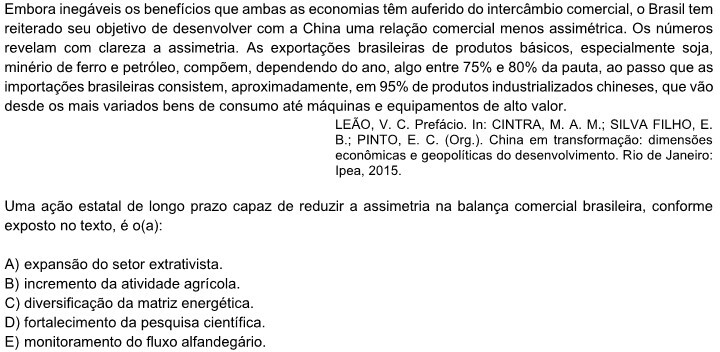 Embora inegáveis os benefícios que ambas as economias têm auferido do intercâmbio comercial, o Brasil tem
reiterado seu objetivo de desenvolver com a China uma relação comercial menos assimétrica. Os números
revelam com clareza a assimetria. As exportações brasileiras de produtos básicos, especialmente soja,
minério de ferro e petróleo, compõem, dependendo do ano, algo entre 75% e 80% da pauta, ao passo que as
importações brasileiras consistem, aproximadamente, em 95% de produtos industrializados chineses, que vão
desde os mais variados bens de consumo até máquinas e equipamentos de alto valor.
LEÃO, V. C. Prefácio. In: CINTRA, M. A. M.; SILVA FILHO, E.
B.; PINTO, E. C. (Org.). China em transformação: dimensões
econômicas e geopolíticas do desenvolvimento. Rio de Janeiro:
Ipea, 2015.
Uma ação estatal de longo prazo capaz de reduzir a assimetria na balança comercial brasileira, conforme
exposto no texto, é o(a):
A) expansão do setor extrativista.
B) incremento da atividade agrícola.
C) diversificação da matriz energética.
D) fortalecimento da pesquisa científica.
E) monitoramento do fluxo alfandegário.